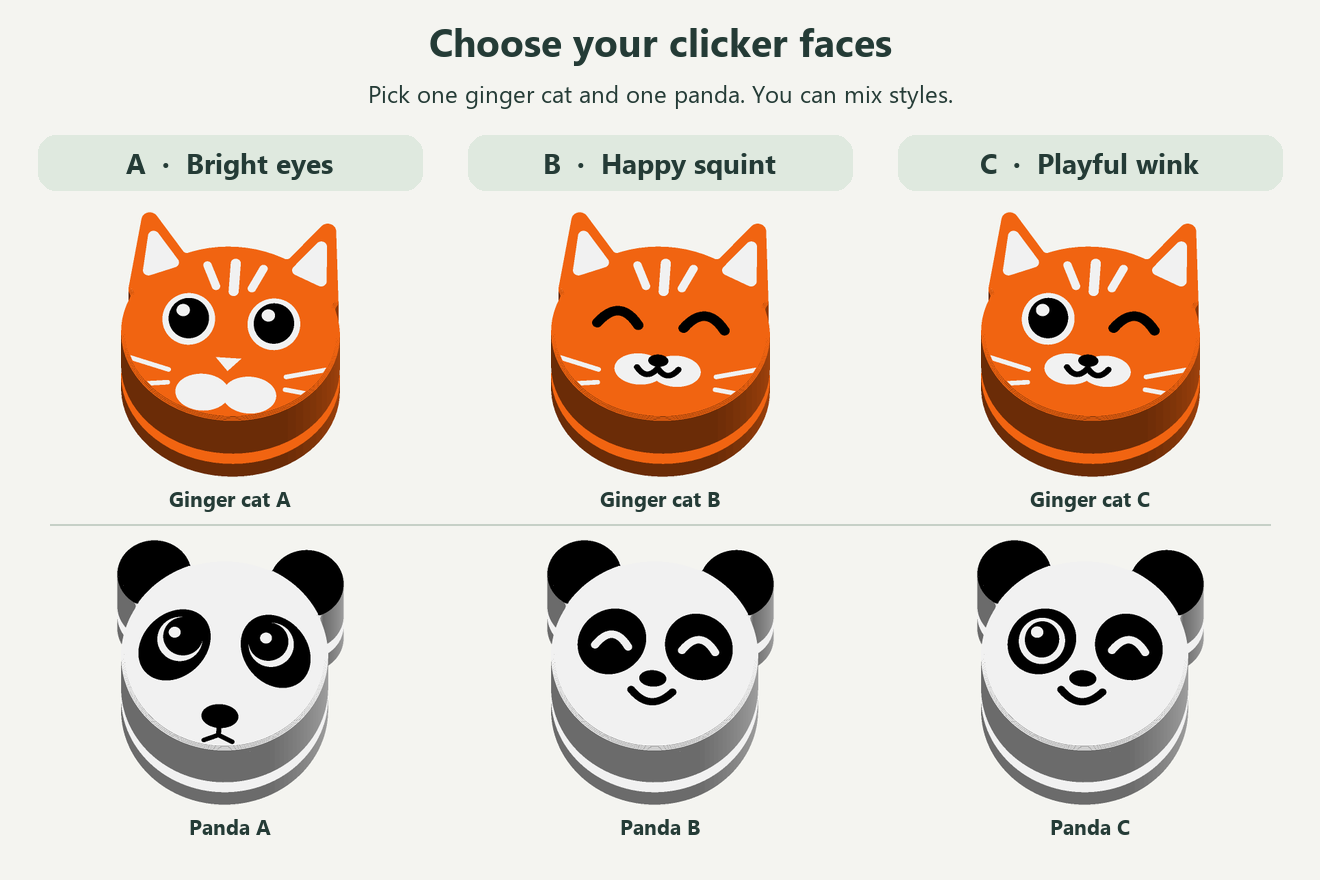 Choose your clicker faces
Pick one ginger cat and one panda. You can mix styles.
A · Bright eyes
B · Happy squint
C · Playful wink
Ginger cat A
Ginger cat B
Ginger cat C
Panda A
Panda B
Panda C